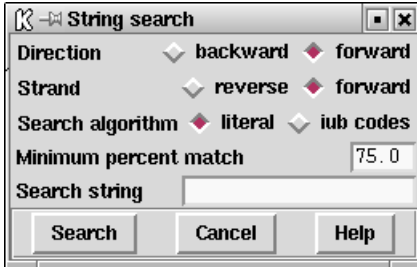 String search
Direction backward forward
Strand reverse forward
Search algorithm literal iub codes
Minimum percent match 75.0
Search string
Search Cancel Help